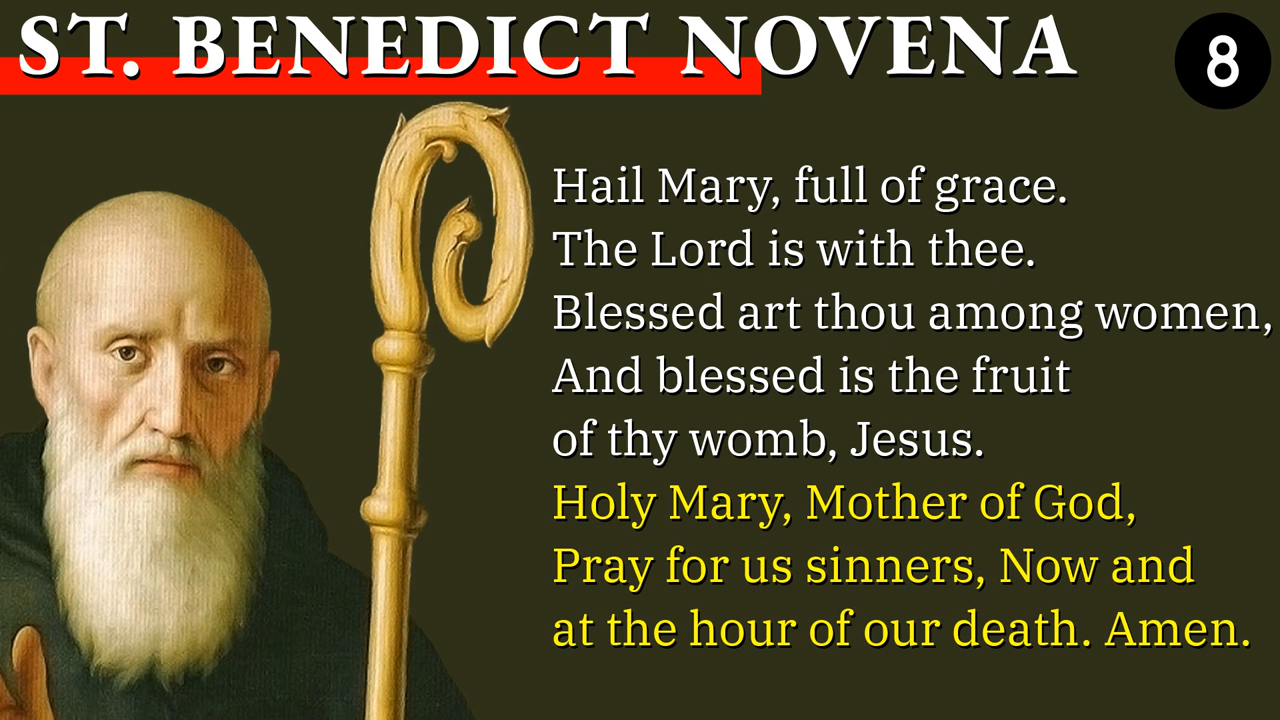 ST. BENEDICT NOVENA
8
Hail Mary, full of grace.
The Lord is with thee.
Blessed art thou among women,
And blessed is the fruit
of thy womb, Jesus.
Holy Mary, Mother of God,
Pray for us sinners, Now and
at the hour of our death. Amen.